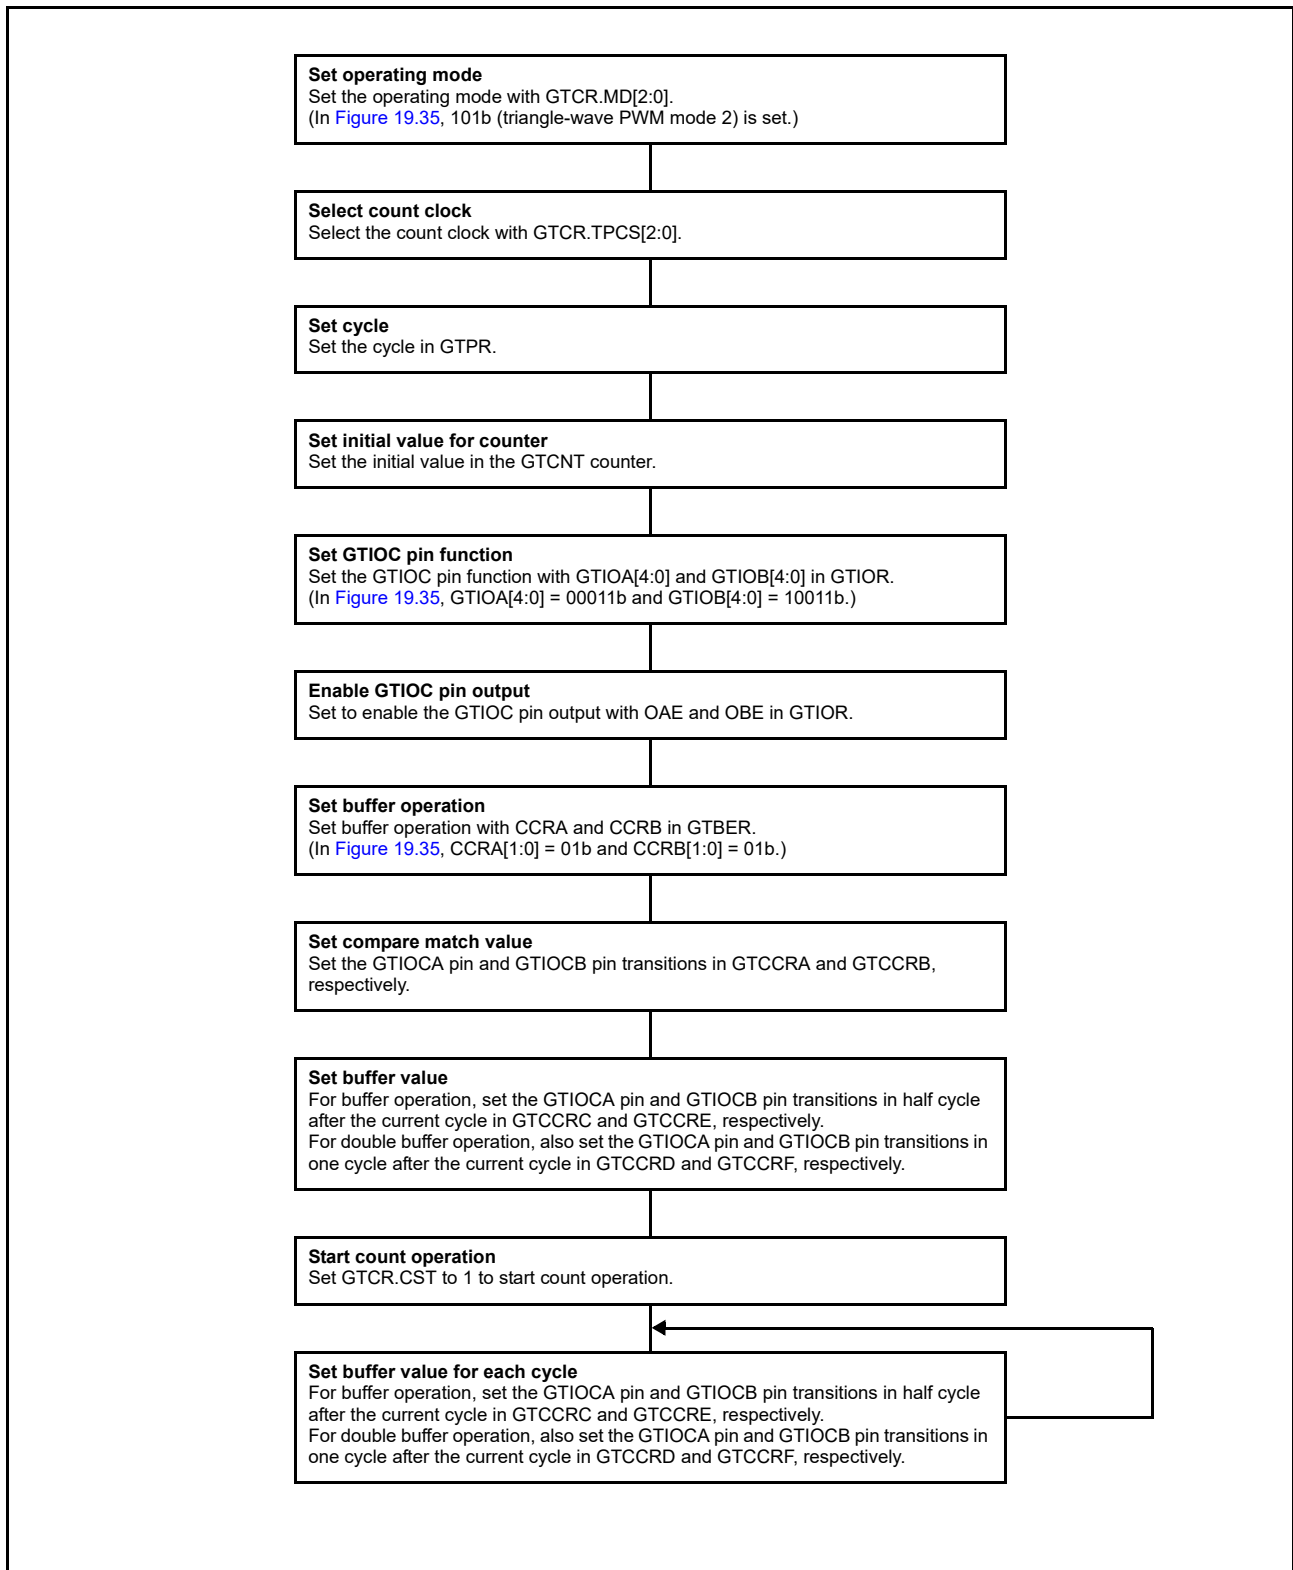 Set operating mode
Set the operating mode with GTCR.MD[2:0].
(In Figure 19.35, 101b (triangle-wave PWM mode 2) is set.)
Select count clock
Select the count clock with GTCR.TPCS[2:0].
Set cycle
Set the cycle in GTPR.
Set initial value for counter
Set the initial value in the GTCNT counter.
Set GTIOC pin function
Set the GTIOC pin function with GTIOA[4:0] and GTIOB[4:0] in GTIOR.
(In Figure 19.35, GTIOA[4:0] = 00011b and GTIOB[4:0] = 10011b.)
Enable GTIOC pin output
Set to enable the GTIOC pin output with OAE and OBE in GTIOR.
Set buffer operation
Set buffer operation with CCRA and CCRB in GTBER.
(In Figure 19.35, CCRA[1:0] = 01b and CCRB[1:0] = 01b.)
Set compare match value
Set the GTIOCA pin and GTIOCB pin transitions in GTCCRA and GTCCRB,
respectively.
Set buffer value
For buffer operation, set the GTIOCA pin and GTIOCB pin transitions in half cycle
after the current cycle in GTCCRC and GTCCRE, respectively.
For double buffer operation, also set the GTIOCA pin and GTIOCB pin transitions in
one cycle after the current cycle in GTCCRD and GTCCRF, respectively.
Start count operation
Set GTCR.CST to 1 to start count operation.
Set buffer value for each cycle
For buffer operation, set the GTIOCA pin and GTIOCB pin transitions in half cycle
after the current cycle in GTCCRC and GTCCRE, respectively.
For double buffer operation, also set the GTIOCA pin and GTIOCB pin transitions in
one cycle after the current cycle in GTCCRD and GTCCRF, respectively.